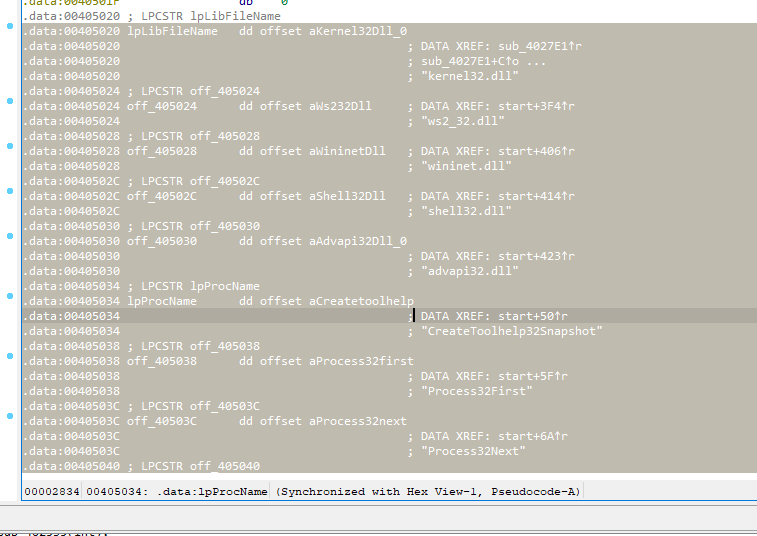 .data:0040501F db 0
.data:00405020 ; LPCSTR lpLibFileName
.data:00405020 lpLibFileName dd offset aKernel32Dll_0
.data:00405020 ; DATA XREF: sub_4027E1↑r
.data:00405020 ; sub_4027E1+C↑o ...
.data:00405020 ; "kernel32.dll"
.data:00405024 ; LPCSTR off_405024
.data:00405024 off_405024 dd offset aWs232Dll ; DATA XREF: start+3F4↑r
.data:00405024 ; "ws2_32.dll"
.data:00405028 ; LPCSTR off_405028
.data:00405028 off_405028 dd offset aWininetDll ; DATA XREF: start+406↑r
.data:00405028 ; "wininet.dll"
.data:0040502C ; LPCSTR off_40502C
.data:0040502C off_40502C dd offset aShell32Dll ; DATA XREF: start+414↑r
.data:0040502C ; "shell32.dll"
.data:00405030 ; LPCSTR off_405030
.data:00405030 off_405030 dd offset aAdvapi32Dll_0
.data:00405030 ; DATA XREF: start+423↑r
.data:00405030 ; "advapi32.dll"
.data:00405034 ; LPCSTR lpProcName
.data:00405034 lpProcName dd offset aCreatetoolhelp
.data:00405034 ; DATA XREF: start+50↑r
.data:00405034 ; "CreateToolhelp32Snapshot"
.data:00405038 ; LPCSTR off_405038
.data:00405038 off_405038 dd offset aProcess32first
.data:00405038 ; DATA XREF: start+5F↑r
.data:00405038 ; "Process32First"
.data:0040503C ; LPCSTR off_40503C
.data:0040503C off_40503C dd offset aProcess32next
.data:0040503C ; DATA XREF: start+6A↑r
.data:0040503C ; "Process32Next"
.data:00405040 ; LPCSTR off_405040
00002834 00405034: .data:lpProcName (Synchronized with Hex View-1, Pseudocode-A)